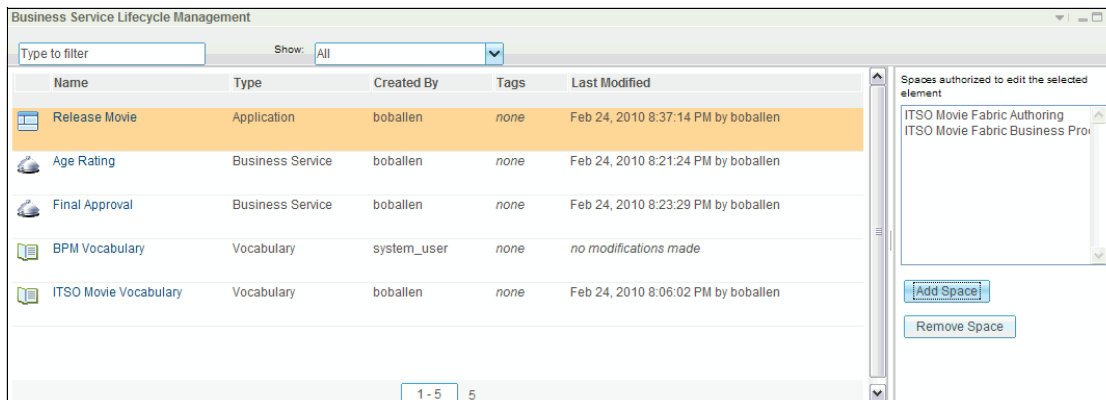 Business Service Lifecycle Management
Type to filter
Show: All
Name Type Created By Tags Last Modified
Release Movie Application boballen none Feb 24, 2010 8:37:14 PM by boballen
Age Rating Business Service boballen none Feb 24, 2010 8:21:24 PM by boballen
Final Approval Business Service boballen none Feb 24, 2010 8:23:29 PM by boballen
BPM Vocabulary Vocabulary system_user none no modifications made
ITSO Movie Vocabulary Vocabulary boballen none Feb 24, 2010 8:06:02 PM by boballen
1 - 5 5
Spaces authorized to edit the selected
element
ITSO Movie Fabric Authoring
ITSO Movie Fabric Business
Add Space
Remove Space